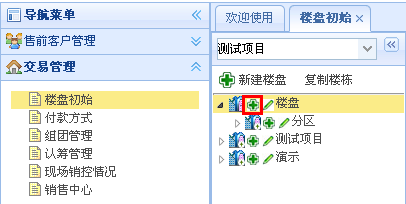 导航菜单
售前客户管理
交易管理
楼盘初始
付款方式
组团管理
认筹管理
现场销控情况
销售中心
欢迎使用 楼盘初始
测试项目
新建楼盘 复制楼栋
楼盘
分区
测试项目
演示